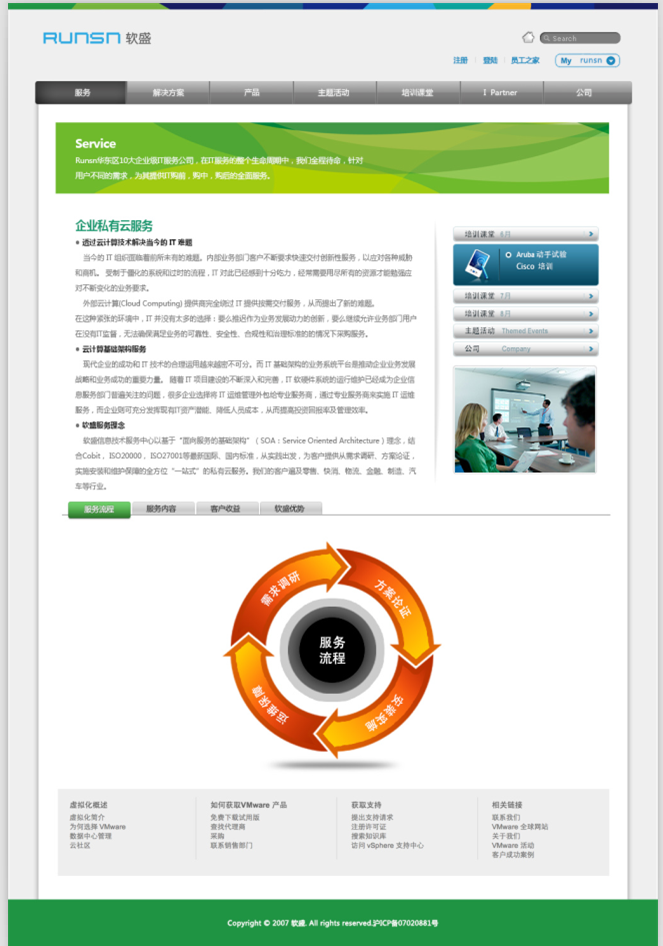 RUNSN 软盛
Search
注册 登陆 员工之家 My runsn
服务 解决方案 产品 主题活动 培训课堂 I Partner 公司
Service
Runsn华东区10大企业级IT服务公司，在IT服务的整个生命周期中，我们全程待命，针对
用户不同的需求，为其提供IT购前，购中，购后的全面服务。
企业私有云服务
● 透过云计算技术解决当今的 IT 难题
当今的 IT 组织面临着前所未有的难题。内部业务部门客户不断要求快速交付创新性服务，以应对各种威胁
和商机。 受制于僵化的系统和过时的流程，IT 对此已经感到十分吃力，经常需要用尽所有的资源才能勉强应
对不断变化的业务要求。
外部云计算(Cloud Computing) 提供商完全绕过 IT 提供按需交付服务，从而提出了新的难题。
在这种紧张的环境中，IT 并没有太多的选择：要么推迟作为业务发展动力的创新，要么继续允许业务部门用户
在没有IT监督，无法确保满足业务的可靠性、安全性、合规性和治理标准的的情况下采购服务。
● 云计算基础架构服务
现代企业的成功和 IT 技术的合理运用越来越密不可分。而 IT 基础架构的业务系统平台是推动企业业务发展
战略和业务成功的重要力量。 随着 IT 项目建设的不断深入和完善，IT 软硬件系统的运行维护已经成为企业信
息服务部门普遍关注的问题，很多企业选择将 IT 运维管理外包给专业服务商，通过专业服务商来实施 IT 运维
服务，而企业则可充分发挥现有IT资产潜能、降低人员成本，从而提高投资回报率及管理效率。
● 软盛服务理念
软盛信息技术服务中心以基于“面向服务的基础架构”（ SOA：Service Oriented Architecture）理念，结
合Cobit， ISO20000 ，ISO27001等最新国际、国内标准，从实践出发，为客户提供从需求调研、方案论证，
实施安装和维护保障的全方位“一站式”的私有云服务。我们的客户遍及零售、快消、物流、金融、制造、汽
车等行业。
培训课堂 6月
Aruba 动手试验
Cisco 培训
培训课堂 7月
培训课堂 8月
主题活动 Themed Events
公司 Company
服务流程 服务内容 客户收益 软盛优势
需求调研
方案论证
安装实施
运维保障
服务
流程
虚拟化概述
虚拟化简介
为何选择 VMware
数据中心管理
云社区
如何获取VMware 产品
免费下载试用版
查找代理商
采购
联系销售部门
获取支持
提出支持请求
注册许可证
搜索知识库
访问 vSphere 支持中心
相关链接
联系我们
VMware 全球网站
关于我们
VMware 活动
客户成功案例
Copyright © 2007 软盛. All rights reserved.沪ICP备07020881号